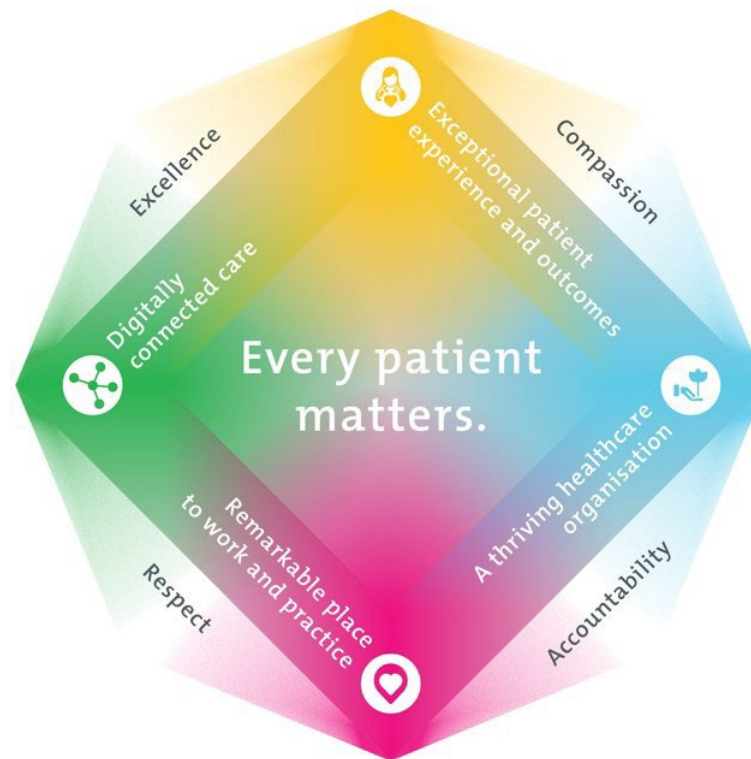 Excellence
Compassion
Exceptional patient
experience and outcomes
Digitally
connected care
Every patient
matters.
A thriving healthcare
organisation
Remarkable place
to work and practice
Respect
Accountability